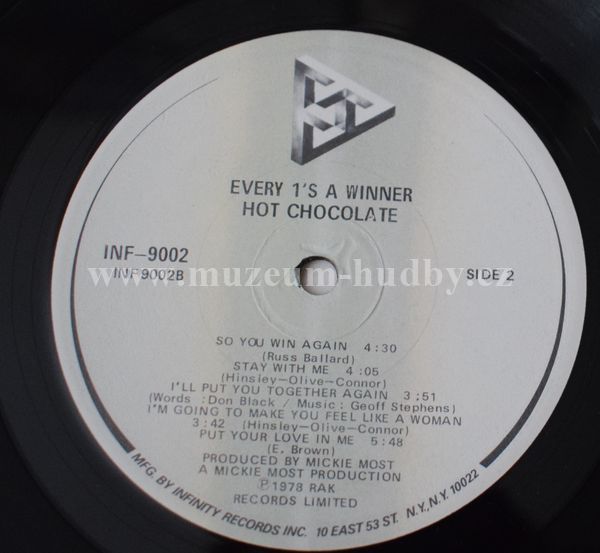 EVERY 1'S A WINNER
HOT CHOCOLATE
INF-9002
INF 9002B
SIDE 2
www.muzeum-hudby.cz
SO YOU WIN AGAIN 4:30
(Russ Ballard)
STAY WITH ME 4:05
(Hinsley-Olive-Connor)
I'LL PUT YOU TOGETHER AGAIN 3:51
(Words : Don Black / Music : Geoff Stephens)
I'M GOING TO MAKE YOU FEEL LIKE A WOMAN
3:42 (Hinsley-Olive-Connor)
PUT YOUR LOVE IN ME 5:48
(E. Brown)
PRODUCED BY MICKIE MOST
A MICKIE MOST PRODUCTION
℗1978 RAK
RECORDS LIMITED
MFG. BY INFINITY RECORDS INC. 10 EAST 53 ST. N.Y., N.Y. 10022